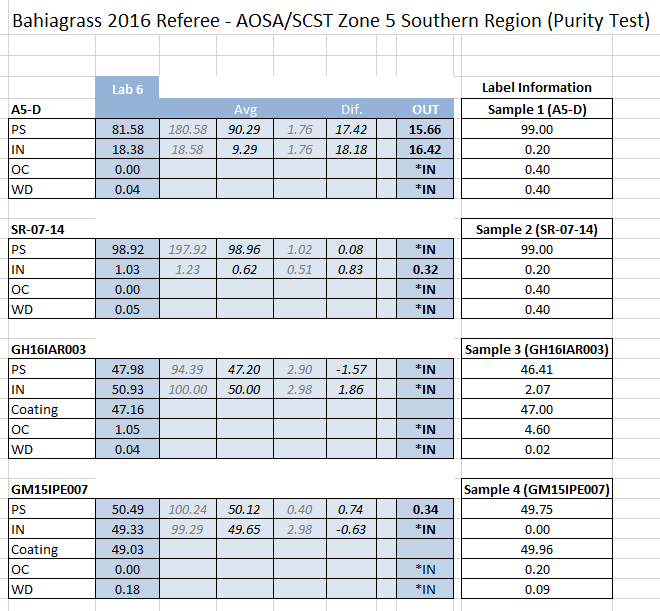 Bahiagrass 2016 Referee - AOSA/SCST Zone 5 Southern Region (Purity Test)
Lab 6 Label Information
A5-D Avg Dif. OUT Sample 1 (A5-D)
PS 81.58 180.58 90.29 1.76 17.42 15.66 99.00
IN 18.38 18.58 9.29 1.76 18.18 16.42 0.20
OC 0.00 *IN 0.40
WD 0.04 *IN 0.40
SR-07-14 Sample 2 (SR-07-14)
PS 98.92 197.92 98.96 1.02 0.08 *IN 99.00
IN 1.03 1.23 0.62 0.51 0.83 0.32 0.20
OC 0.00 *IN 0.40
WD 0.05 *IN 0.40
GH16IAR003 Sample 3 (GH16IAR003)
PS 47.98 94.39 47.20 2.90 -1.57 *IN 46.41
IN 50.93 100.00 50.00 2.98 1.86 *IN 2.07
Coating 47.16 47.00
OC 1.05 *IN 4.60
WD 0.04 *IN 0.02
GM15IPE007 Sample 4 (GM15IPE007)
PS 50.49 100.24 50.12 0.40 0.74 0.34 49.75
IN 49.33 99.29 49.65 2.98 -0.63 *IN 0.00
Coating 49.03 49.96
OC 0.00 *IN 0.20
WD 0.18 *IN 0.09